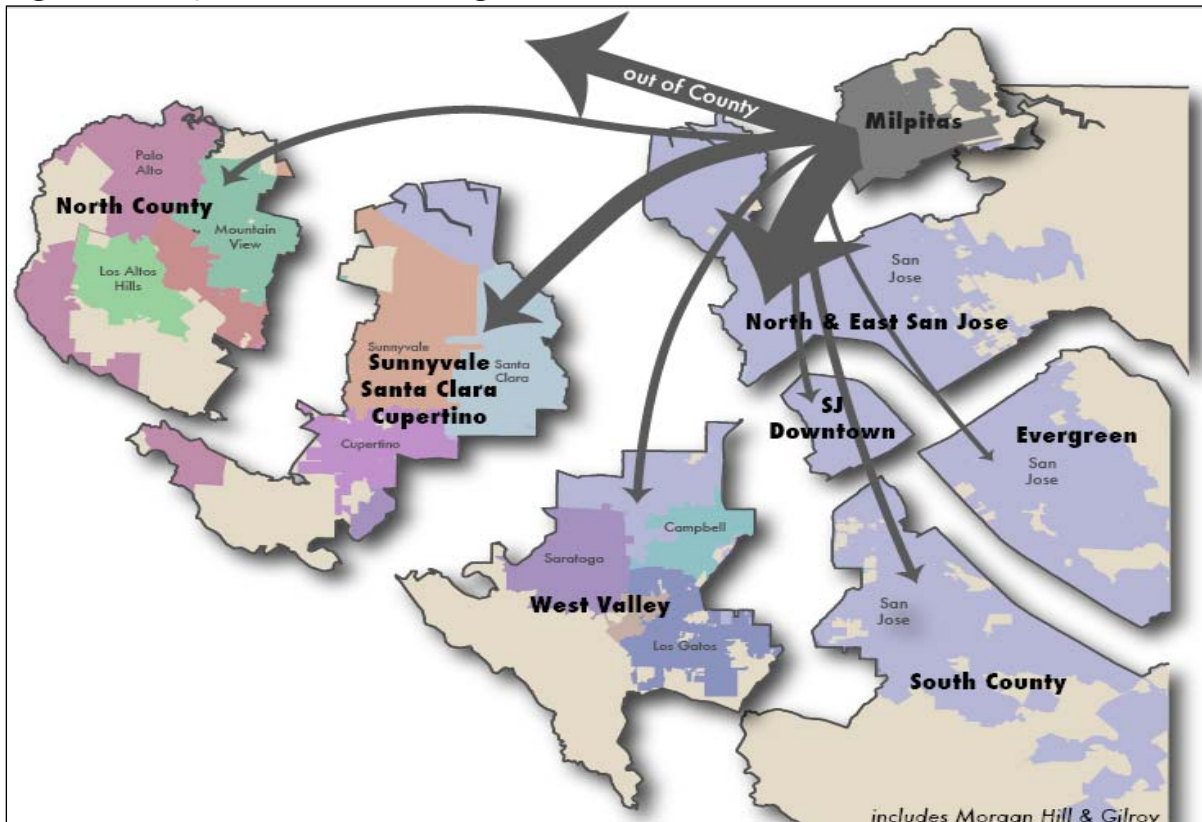 out of County
Milpitas
Palo
Alto
North County
Mountain
View
Los Altos
Hills
San
Jose
North & East San Jose
Sunnyvale
Sunnyvale
Santa Clara
Cupertino
Santa
Clara
Cupertino
SJ
Downtown
Evergreen
San
Jose
Campbell
Saratoga
West Valley
Los Gatos
San
Jose
South County
includes Morgan Hill & Gilroy